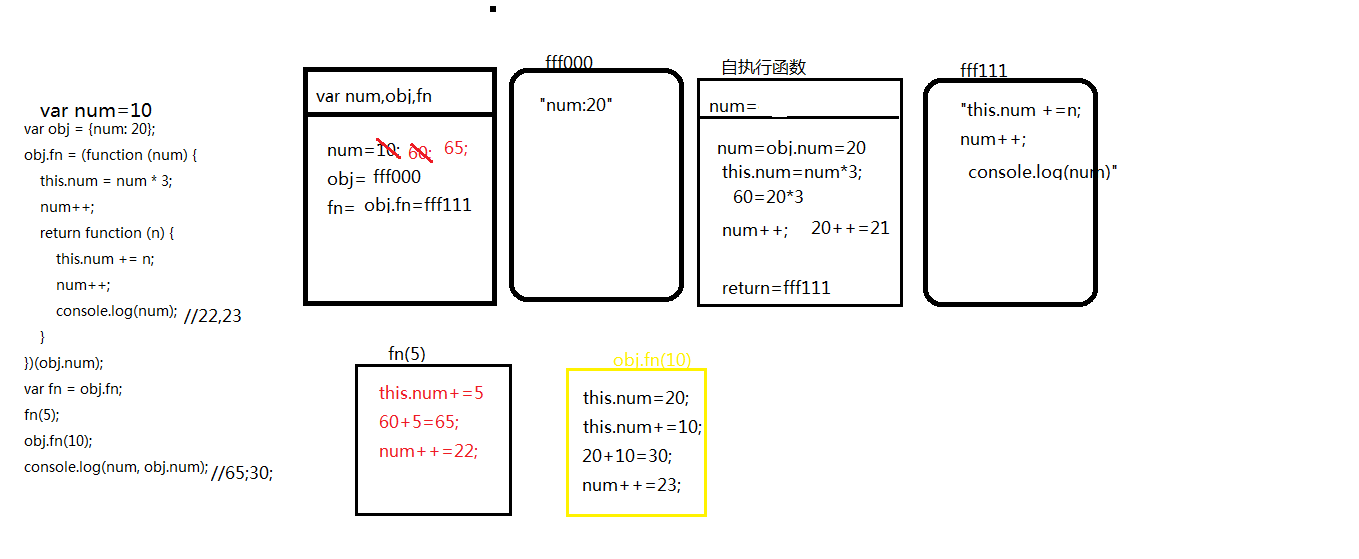 var num=10
var obj = {num: 20};
obj.fn = (function (num) {
this.num = num * 3;
num++;
return function (n) {
this.num += n;
num++;
console.log(num); //22,23
}
})(obj.num);
var fn = obj.fn;
fn(5);
obj.fn(10);
console.log(num, obj.num); //65;30;
var num,obj,fn
num=10; 60; 65;
obj= fff000
fn= obj.fn=fff111
fff000
"num:20"
自执行函数
num=
num=obj.num=20
this.num=num*3;
60=20*3
num++; 20++=21
return=fff111
fff111
"this.num +=n;
num++;
console.log(num)"
fn(5)
this.num+=5
60+5=65;
num++=22;
obj.fn(10)
this.num=20;
this.num+=10;
20+10=30;
num++=23;